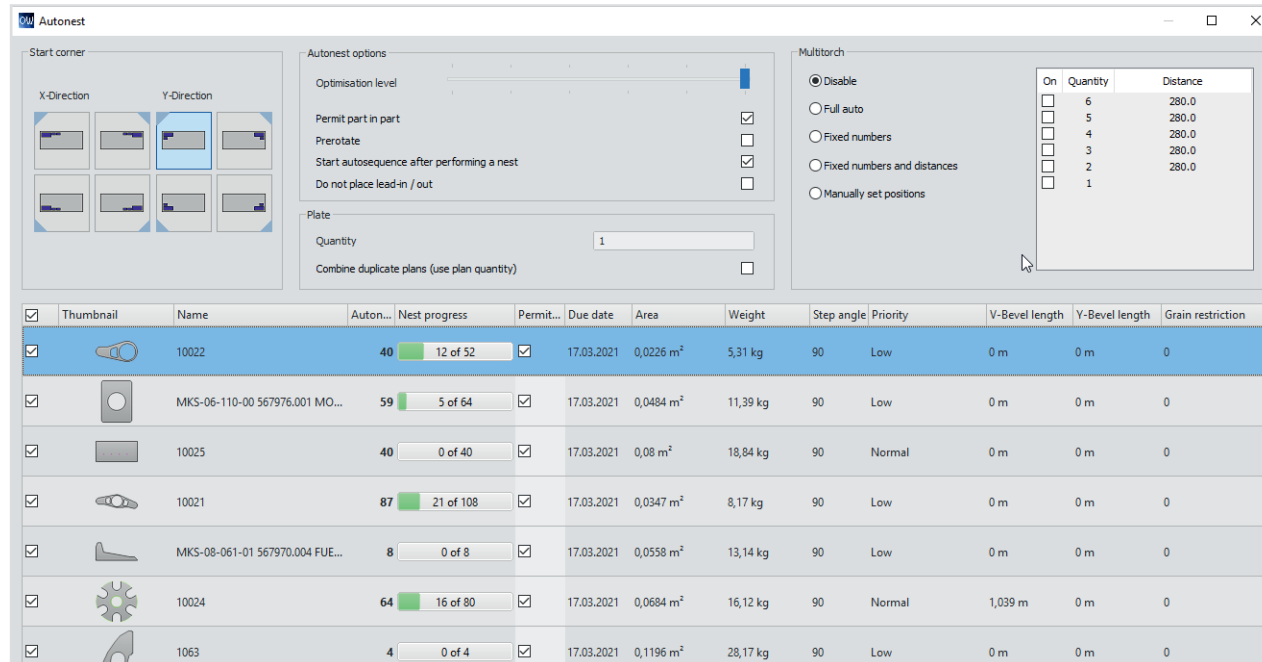 OW Autonest
Start corner
X-Direction Y-Direction
Autonest options
Optimisation level
Permit part in part
Prerotate
Start autosequence after performing a nest
Do not place lead-in / out
Plate
Quantity 1
Combine duplicate plans (use plan quantity)
Multitorch
Disable
Full auto
Fixed numbers
Fixed numbers and distances
Manually set positions
On Quantity Distance
6 280.0
5 280.0
4 280.0
3 280.0
2 280.0
1
Thumbnail Name Auton... Nest progress Permit... Due date Area Weight Step angle Priority V-Bevel length Y-Bevel length Grain restriction
10022 40 12 of 52 17.03.2021 0,0226 m² 5,31 kg 90 Low 0 m 0 m 0
MKS-06-110-00 567976.001 MO... 59 5 of 64 17.03.2021 0,0484 m² 11,39 kg 90 Low 0 m 0 m 0
10025 40 0 of 40 17.03.2021 0,08 m² 18,84 kg 90 Normal 0 m 0 m 0
10021 87 21 of 108 17.03.2021 0,0347 m² 8,17 kg 90 Low 0 m 0 m 0
MKS-08-061-01 567970.004 FUE... 8 0 of 8 17.03.2021 0,0558 m² 13,14 kg 90 Low 0 m 0 m 0
10024 64 16 of 80 17.03.2021 0,0684 m² 16,12 kg 90 Normal 1,039 m 0 m 0
1063 4 0 of 4 17.03.2021 0,1196 m² 28,17 kg 90 Low 0 m 0 m 0